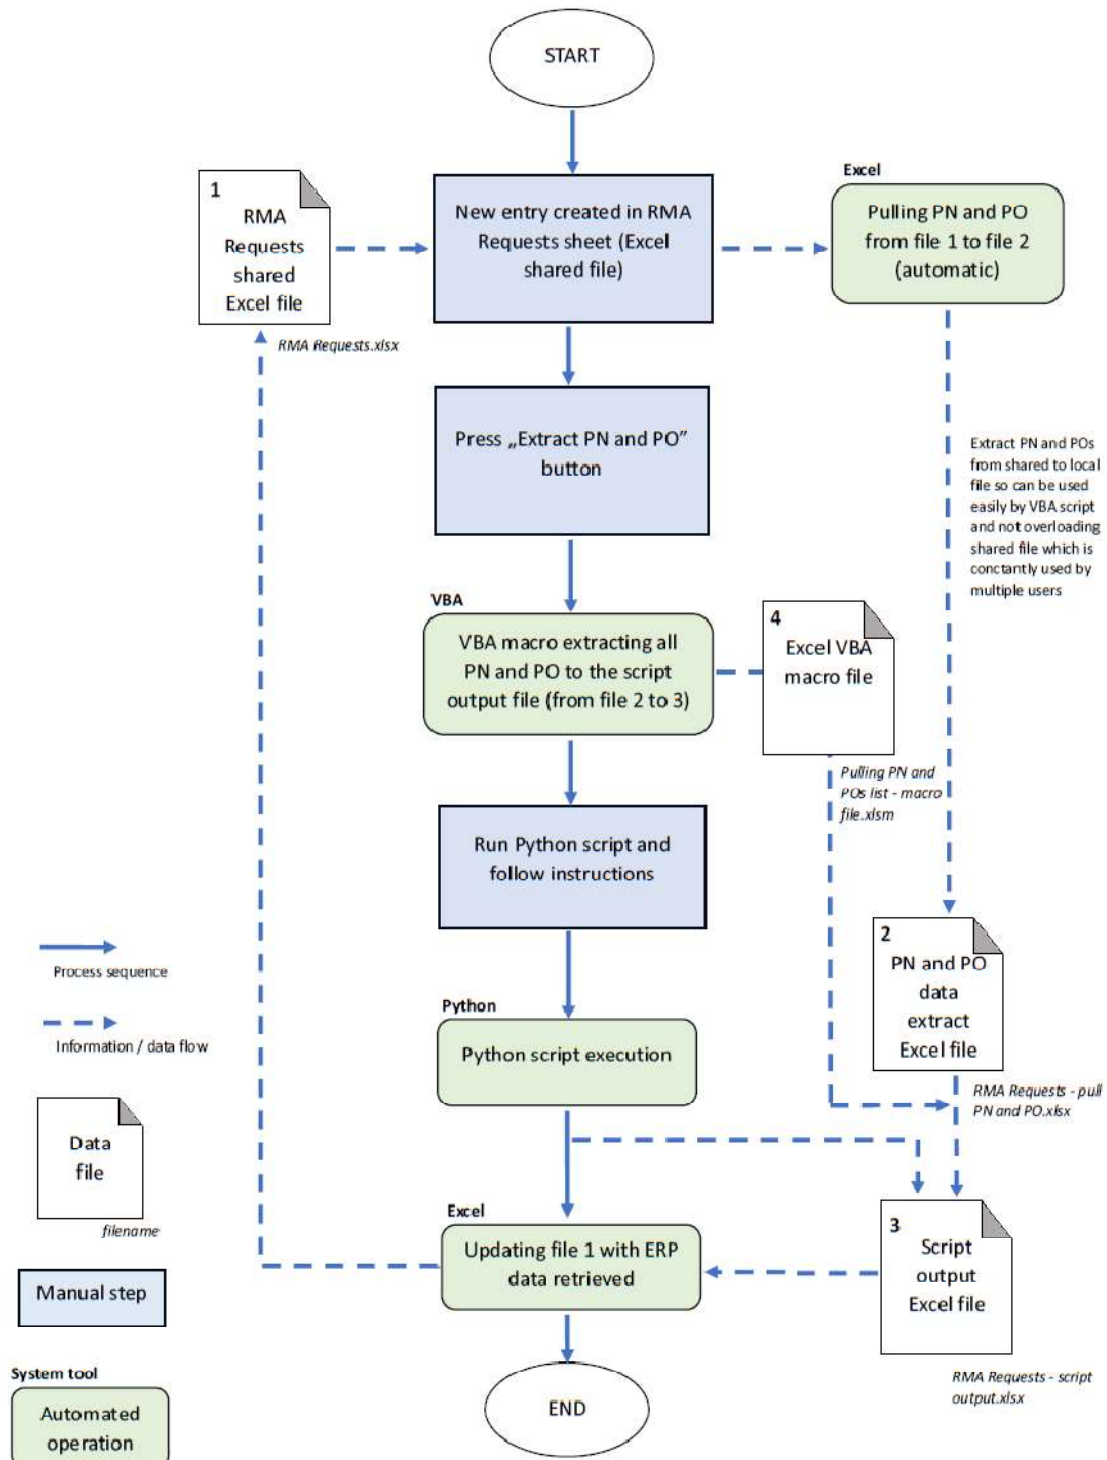 START
1
RMA
Requests
shared
Excel file
RMA Requests.xlsx
New entry created in RMA
Requests sheet (Excel
shared file)
Excel
Pulling PN and PO
from file 1 to file 2
(automatic)
Press „Extract PN and PO”
button
Extract PN and POs
from shared to local
file so can be used
easily by VBA script
and not overloading
shared file which is
conctantly used by
multiple users
VBA
VBA macro extracting all
PN and PO to the script
output file (from file 2 to 3)
4
Excel VBA
macro file
Pulling PN and
POs list - macro
file.xlsm
Run Python script and
follow instructions
2
PN and PO
data
extract
Excel file
RMA Requests - pull
PN and PO.xlsx
Process sequence
Information / data flow
Python
Python script execution
Data
file
filename
Excel
Updating file 1 with ERP
data retrieved
3
Script
output
Excel file
RMA Requests - script
output.xlsx
Manual step
System tool
Automated
operation
END